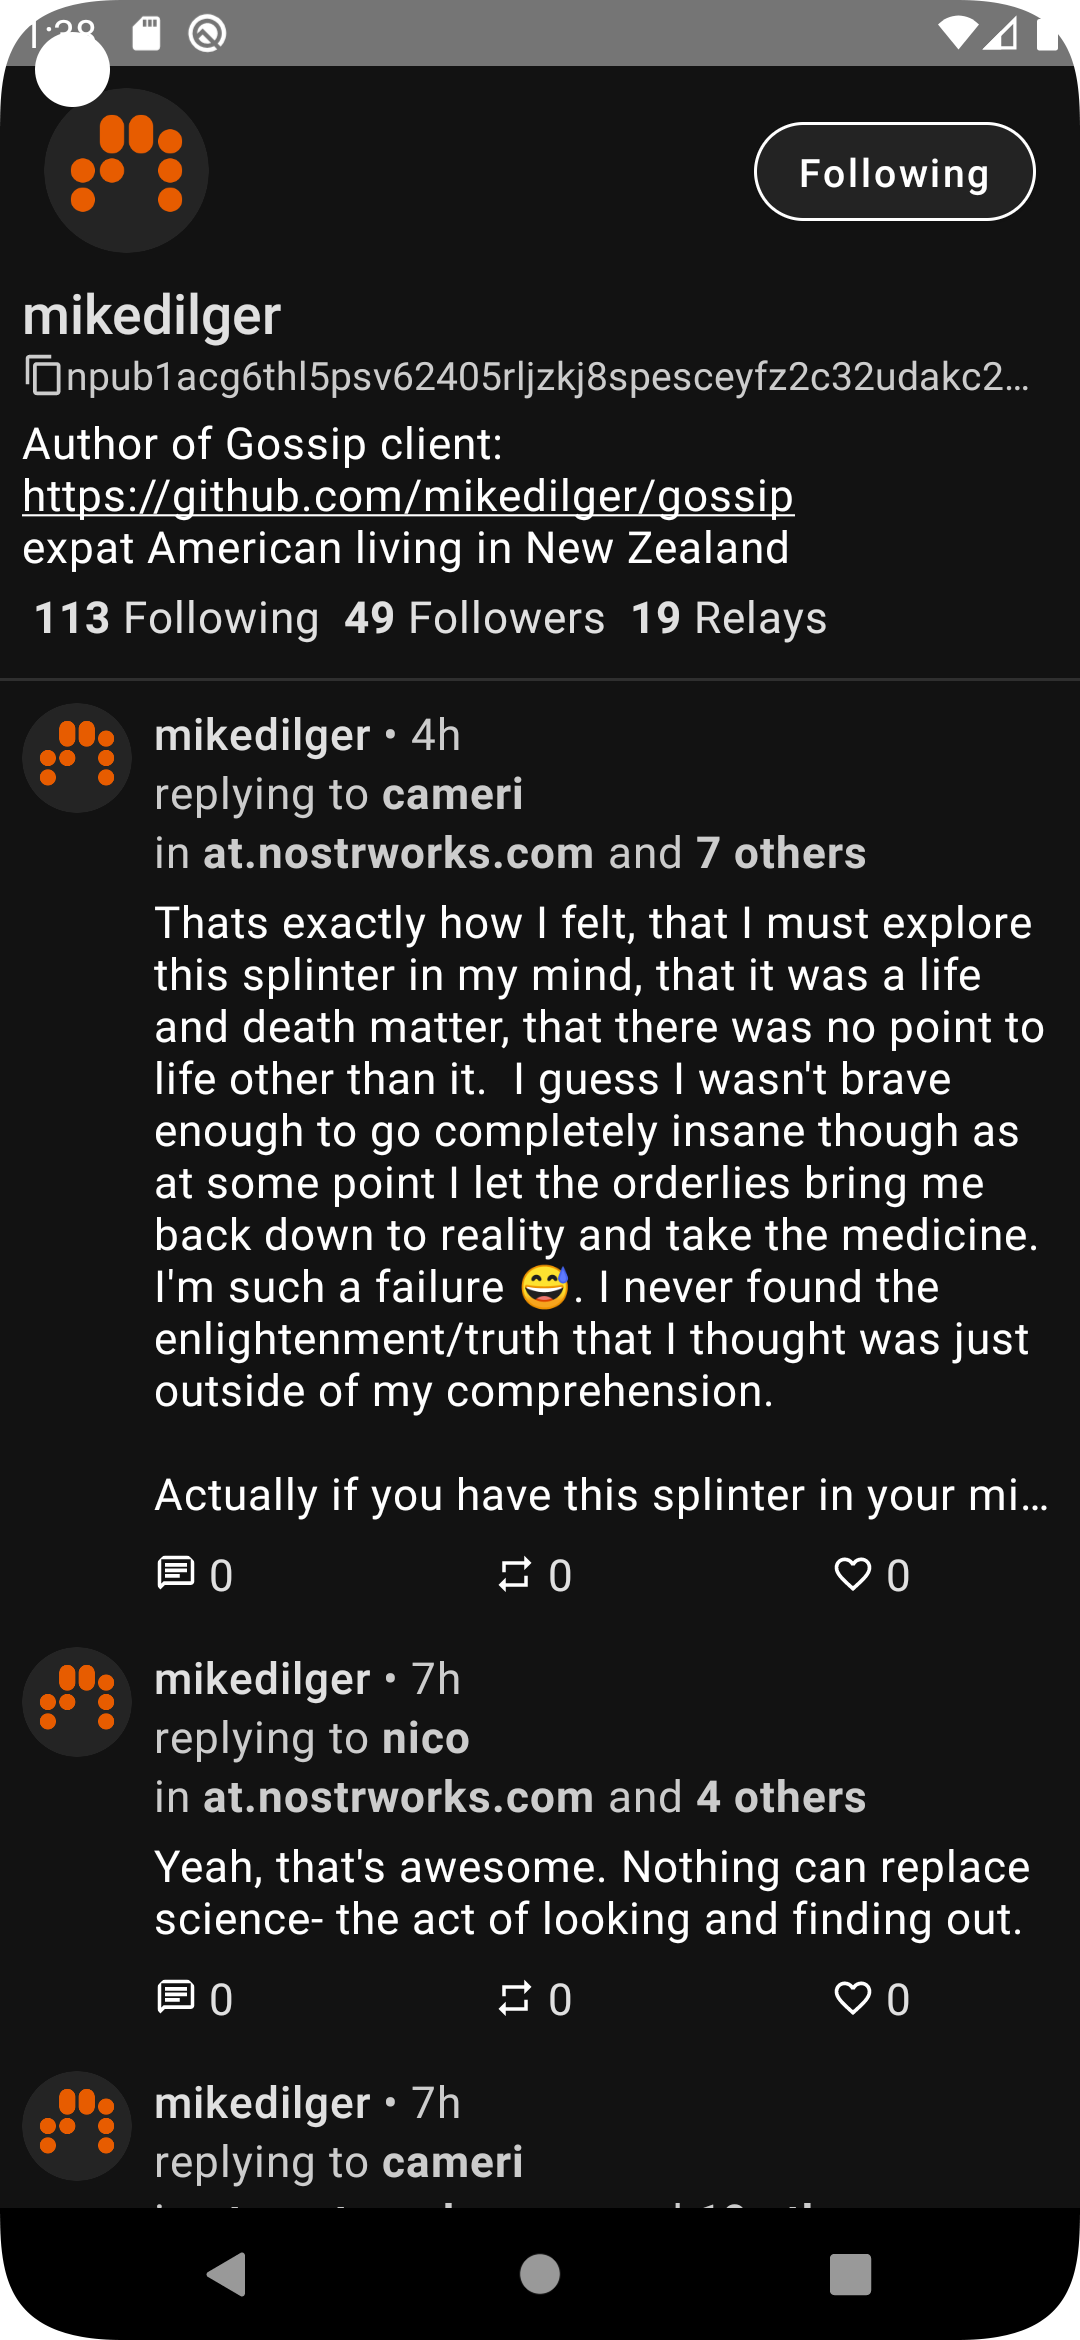 Following
mikedilger
npub1acg6thl5psv62405rljzkj8spesceyfz2c32udakc2…
Author of Gossip client:
https://github.com/mikedilger/gossip
expat American living in New Zealand
113 Following 49 Followers 19 Relays
mikedilger • 4h
replying to cameri
in at.nostrworks.com and 7 others
Thats exactly how I felt, that I must explore
this splinter in my mind, that it was a life
and death matter, that there was no point to
life other than it.  I guess I wasn't brave
enough to go completely insane though as
at some point I let the orderlies bring me
back down to reality and take the medicine.
I'm such a failure 😅. I never found the
enlightenment/truth that I thought was just
outside of my comprehension.
Actually if you have this splinter in your mi…
0 0 0
mikedilger • 7h
replying to nico
in at.nostrworks.com and 4 others
Yeah, that's awesome. Nothing can replace
science- the act of looking and finding out.
0 0 0
mikedilger • 7h
replying to cameri